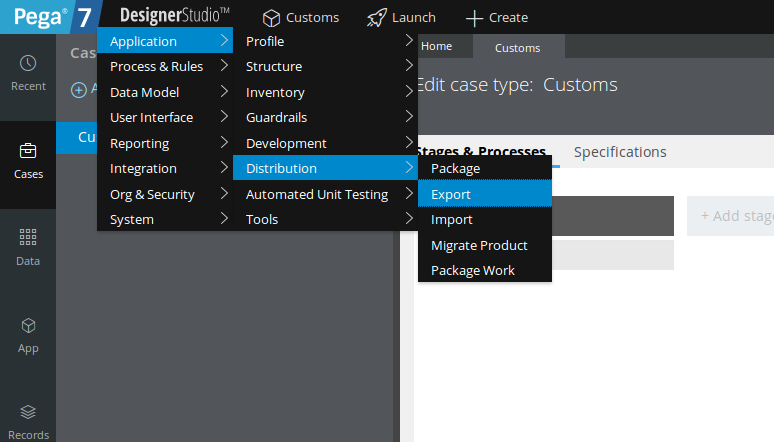 Pega® 7 DesignerStudio™ Customs Launch Create
Recent
Cases
Data
App
Records
Cas
A
Cu
Application
Process & Rules
Data Model
User Interface
Reporting
Integration
Org & Security
System
Profile
Structure
Inventory
Guardrails
Development
Distribution
Automated Unit Testing
Tools
Package
Export
Import
Migrate Product
Package Work
Home Customs
Edit case type: Customs
Stages & Processes Specifications
+ Add stag